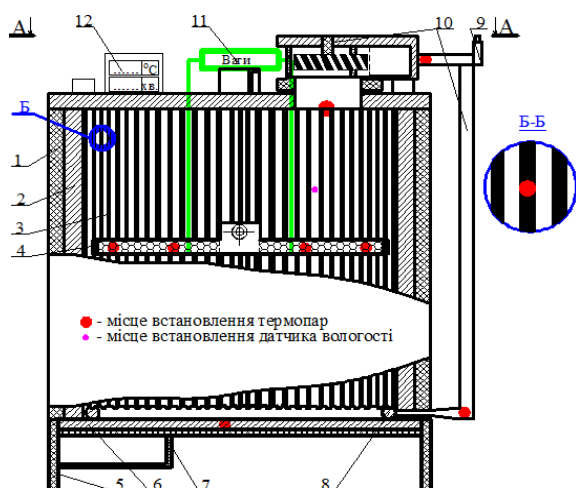 А А
12 11 10 9
°С
хв.
Ваги
Б
Б-Б
1
2
3
4
- місце встановлення термопар
- місце встановлення датчика вологості
5 6 7 8